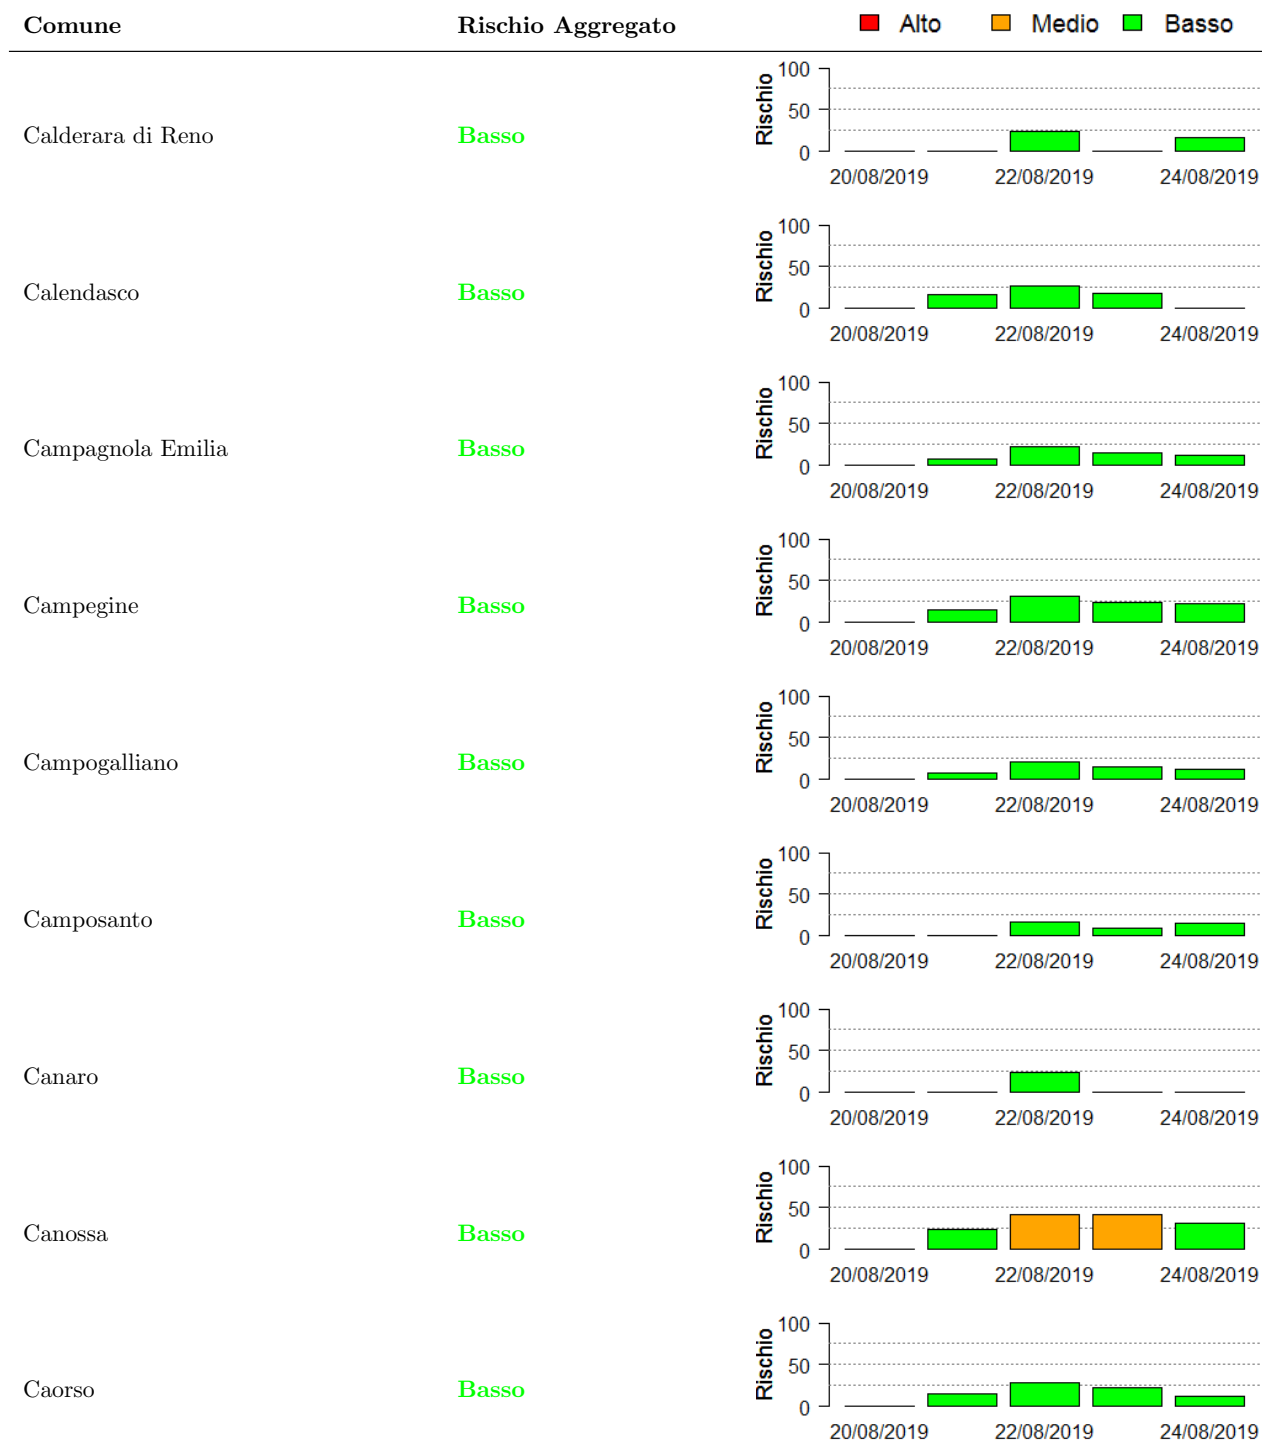 Comune Rischio Aggregato Alto Medio Basso
Calderara di Reno Basso
Rischio
100
50
0
20/08/2019 22/08/2019 24/08/2019
Calendasco Basso
Rischio
100
50
0
20/08/2019 22/08/2019 24/08/2019
Campagnola Emilia Basso
Rischio
100
50
0
20/08/2019 22/08/2019 24/08/2019
Campegine Basso
Rischio
100
50
0
20/08/2019 22/08/2019 24/08/2019
Campogalliano Basso
Rischio
100
50
0
20/08/2019 22/08/2019 24/08/2019
Camposanto Basso
Rischio
100
50
0
20/08/2019 22/08/2019 24/08/2019
Canaro Basso
Rischio
100
50
0
20/08/2019 22/08/2019 24/08/2019
Canossa Basso
Rischio
100
50
0
20/08/2019 22/08/2019 24/08/2019
Caorso Basso
Rischio
100
50
0
20/08/2019 22/08/2019 24/08/2019